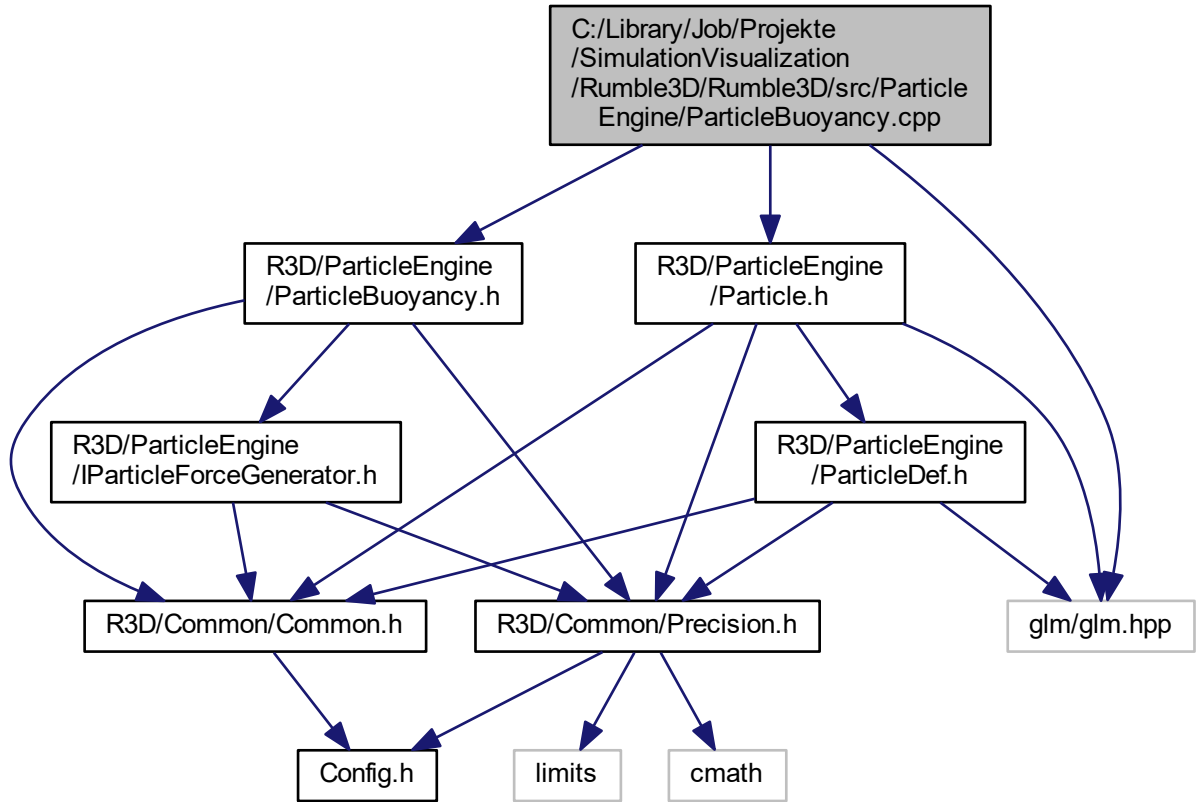 C:/Library/Job/Projekte
/SimulationVisualization
/Rumble3D/Rumble3D/src/Particle
Engine/ParticleBuoyancy.cpp
R3D/ParticleEngine
/ParticleBuoyancy.h
R3D/ParticleEngine
/Particle.h
R3D/ParticleEngine
/IParticleForceGenerator.h
R3D/ParticleEngine
/ParticleDef.h
R3D/Common/Common.h
R3D/Common/Precision.h
glm/glm.hpp
Config.h
limits
cmath